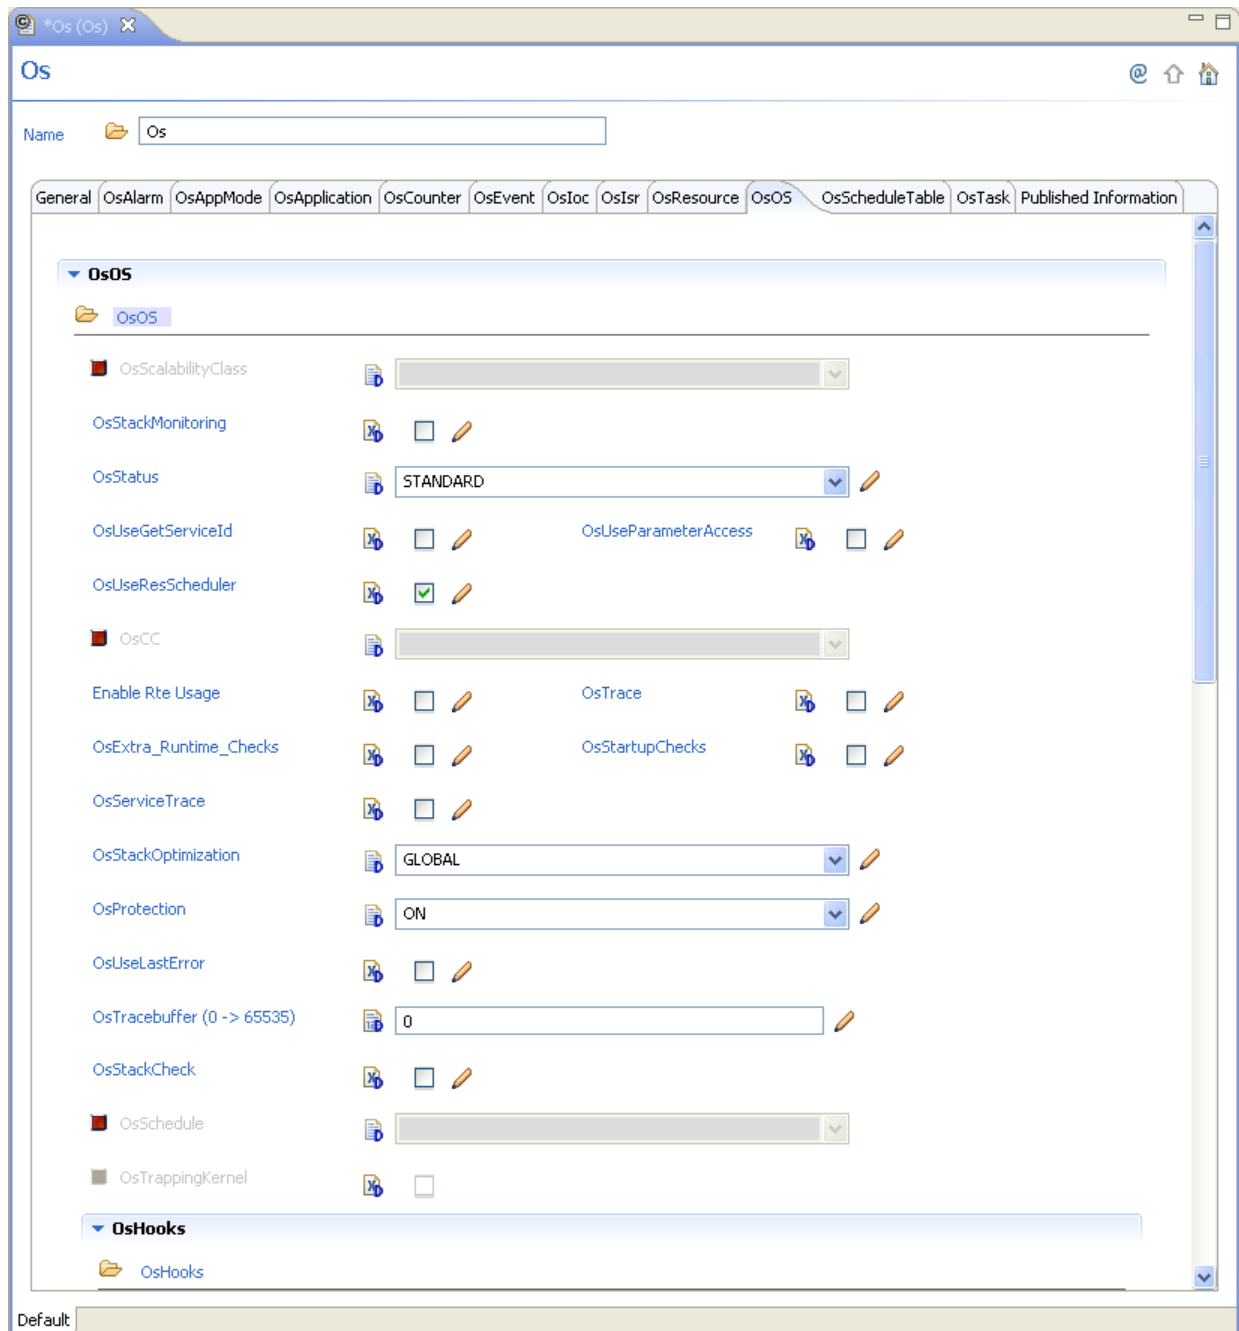 *Os (Os)
Os
Name Os
General OsAlarm OsAppMode OsApplication OsCounter OsEvent OsIoc OsIsr OsResource OsOS OsScheduleTable OsTask Published Information
OsOS
OsOS
OsScalabilityClass
OsStackMonitoring
OsStatus STANDARD
OsUseGetServiceId OsUseParameterAccess
OsUseResScheduler
OsCC
Enable Rte Usage OsTrace
OsExtra_Runtime_Checks OsStartupChecks
OsServiceTrace
OsStackOptimization GLOBAL
OsProtection ON
OsUseLastError
OsTracebuffer (0 -> 65535) 0
OsStackCheck
OsSchedule
OsTrappingKernel
OsHooks
OsHooks
Default